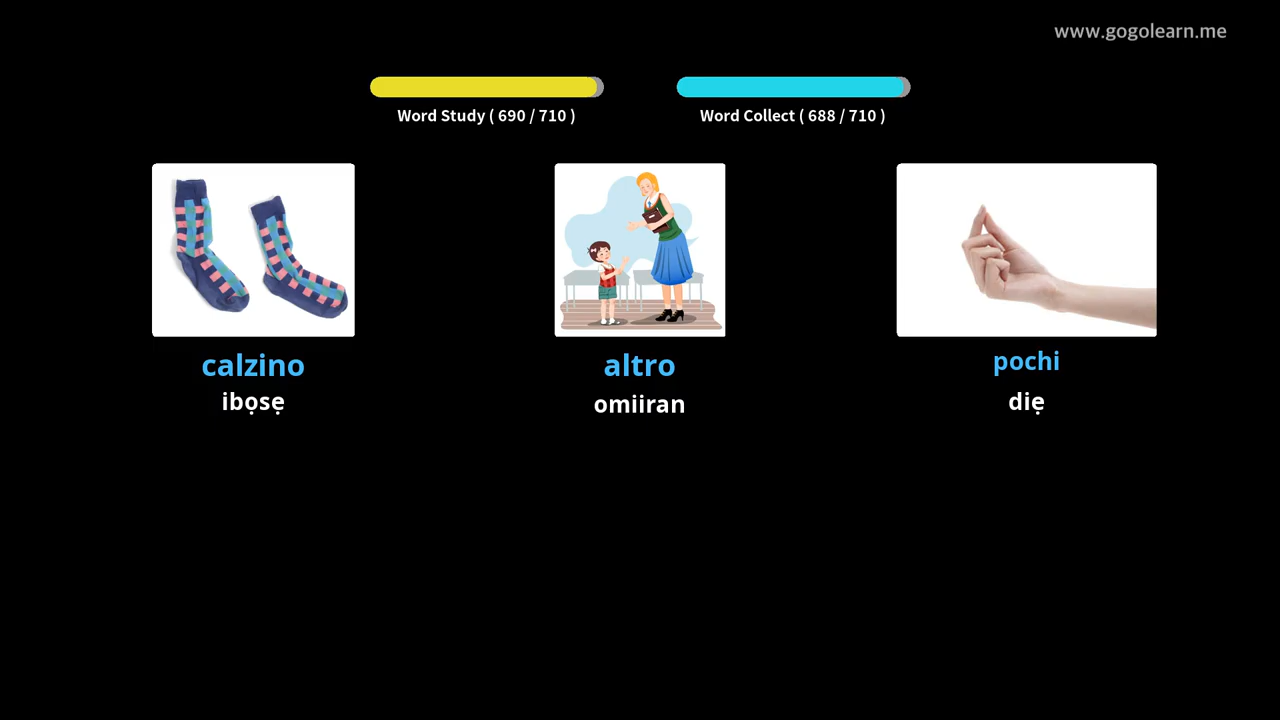 www.gogolearn.me
Word Study ( 690 / 710 )
Word Collect ( 688 / 710 )
calzino
altro
pochi
ibọsẹ
omiiran
diẹ